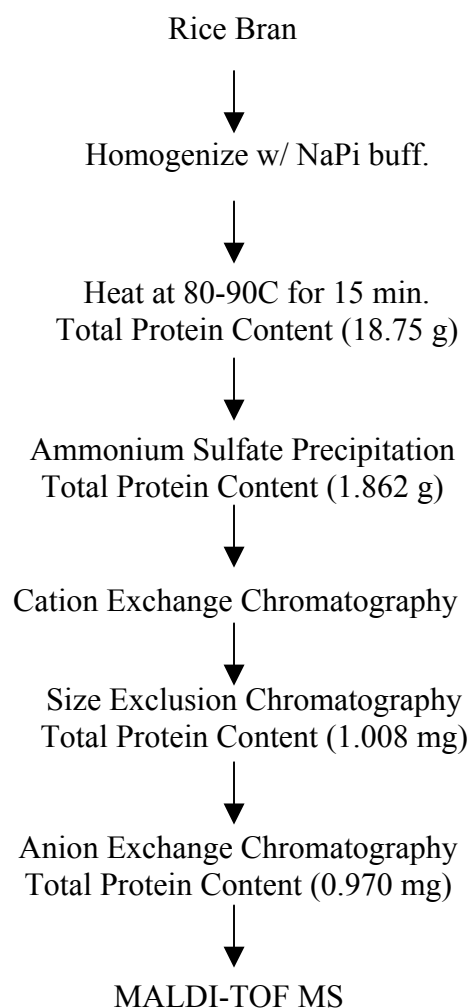 Rice Bran
Homogenize w/ NaPi buff.
Heat at 80-90C for 15 min.
Total Protein Content (18.75 g)
Ammonium Sulfate Precipitation
Total Protein Content (1.862 g)
Cation Exchange Chromatography
Size Exclusion Chromatography
Total Protein Content (1.008 mg)
Anion Exchange Chromatography
Total Protein Content (0.970 mg)
MALDI-TOF MS